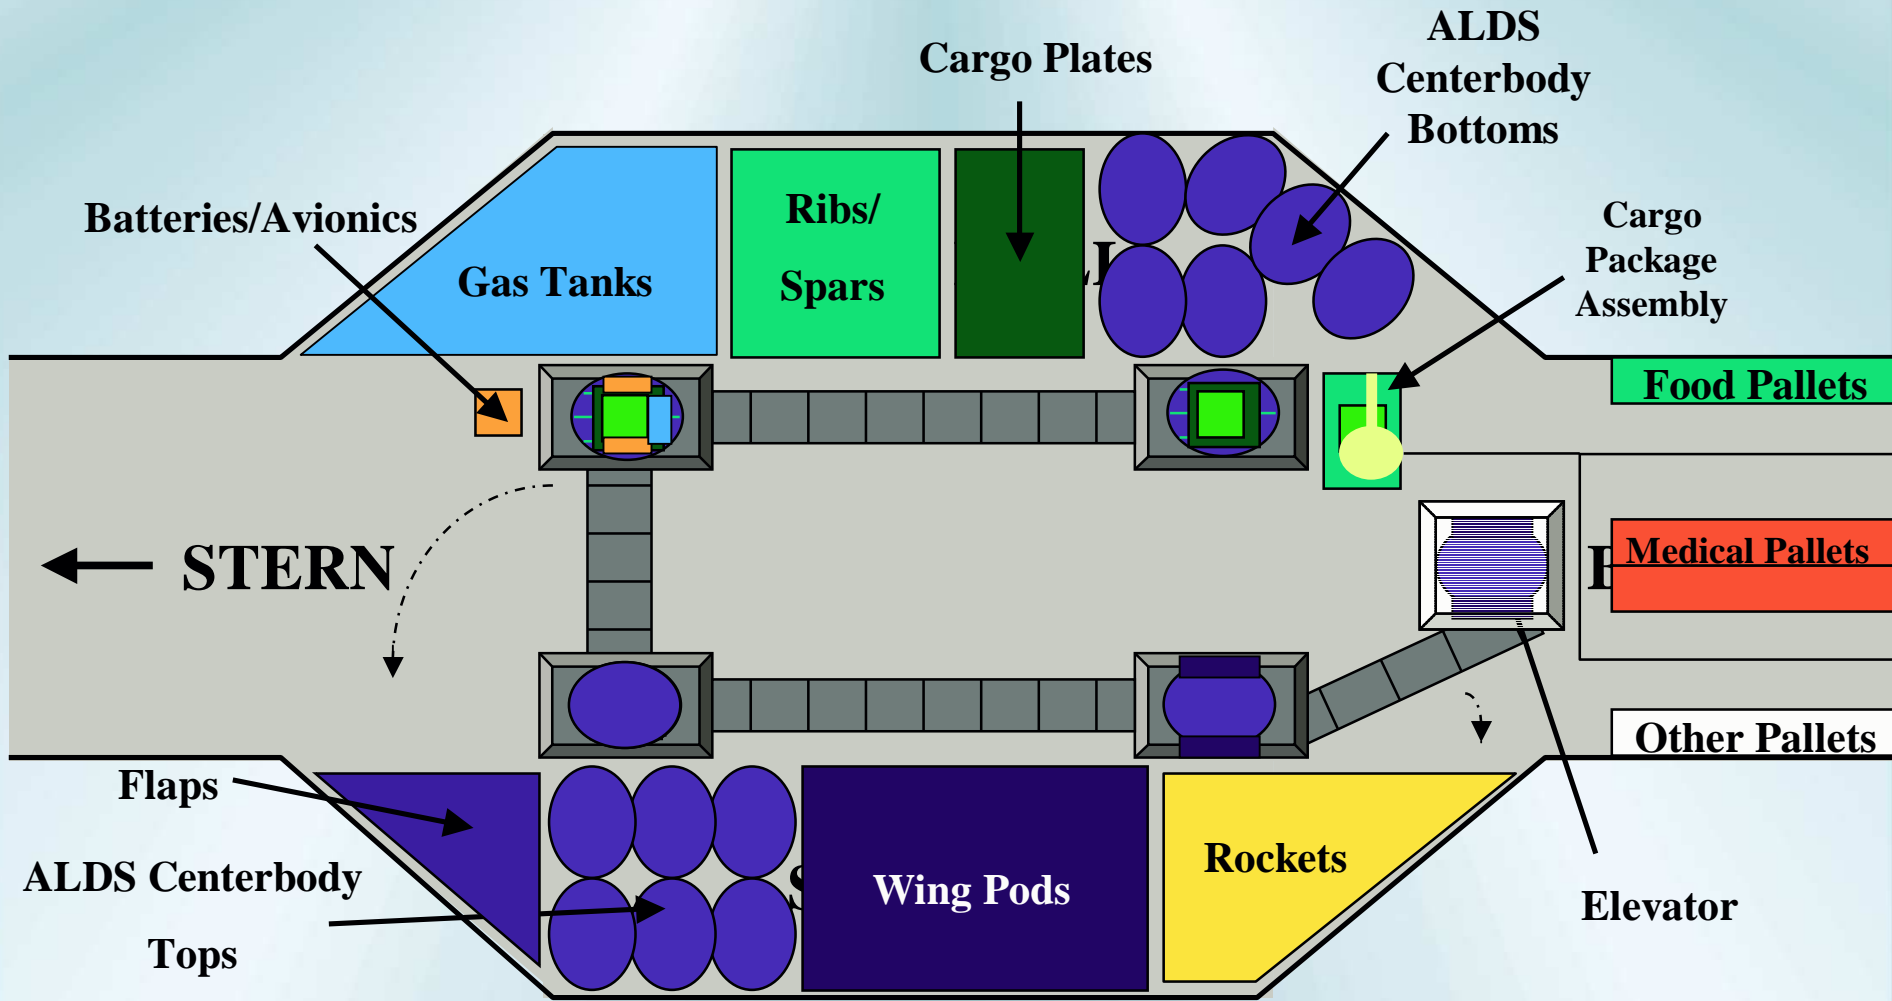 ALDS
Centerbody
Bottoms
Cargo Plates
Cargo
Package
Assembly
Batteries/Avionics
Ribs/
Spars
Gas Tanks
Food Pallets
STERN
Medical Pallets
Other Pallets
Flaps
ALDS Centerbody
Tops
Wing Pods
Rockets
Elevator